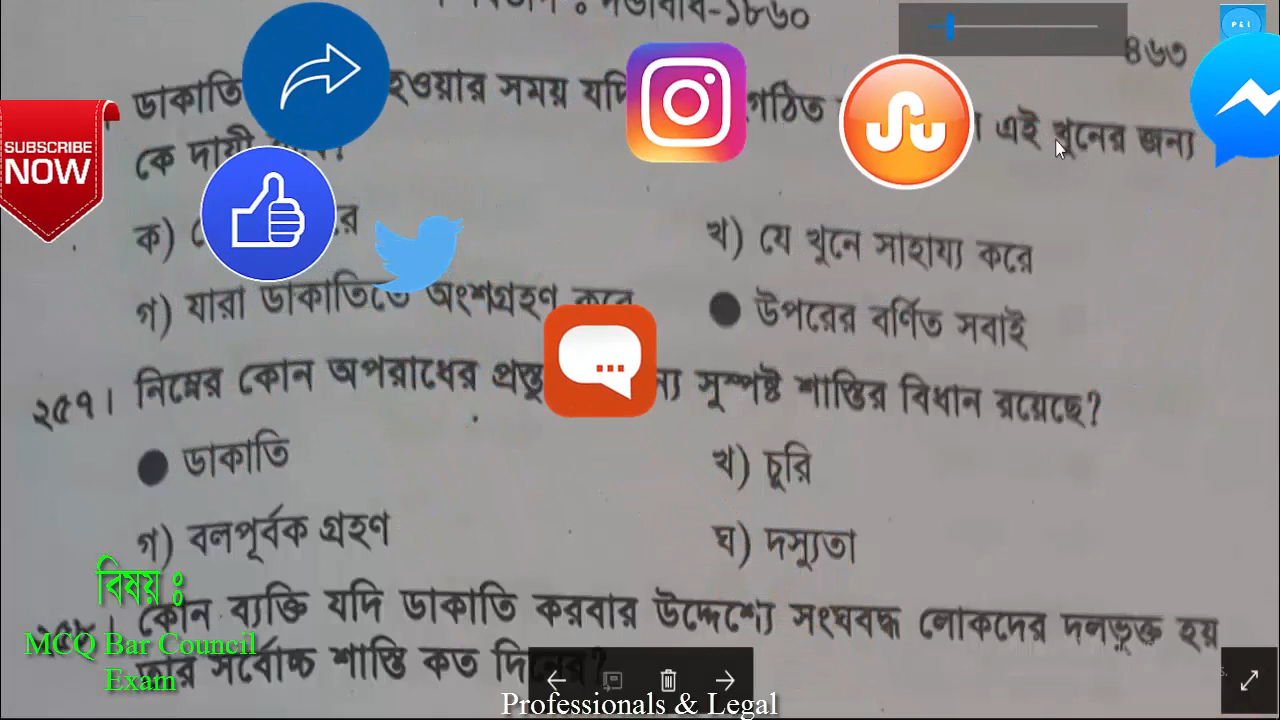 দণ্ডবিধি-১৮৬০
৪৬৩
P & L
ডাকাতি হওয়ার সময় যদি গঠিত এই খুনের জন্য
SUBSCRIBE
NOW
কে দায়ী
ক)
খ) যে খুনে সাহায্য করে
গ) যারা ডাকাতিতে অংশগ্রহণ করে
উপরের বর্ণিত সবাই
২৫৭। নিম্নের কোন অপরাধের সুস্পষ্ট শাস্তির বিধান রয়েছে?
ডাকাতি
খ) চুরি
গ) বলপূর্বক গ্রহণ
ঘ) দস্যুতা
বিষয় ঃ
MCQ Bar Council
Exam
২৫৮। কোন ব্যক্তি যদি ডাকাতি করবার উদ্দেশ্যে সংঘবদ্ধ লোকদের দলভুক্ত হয়
তার সর্বোচ্চ শাস্তি কত দিনের?
Professionals & Legal